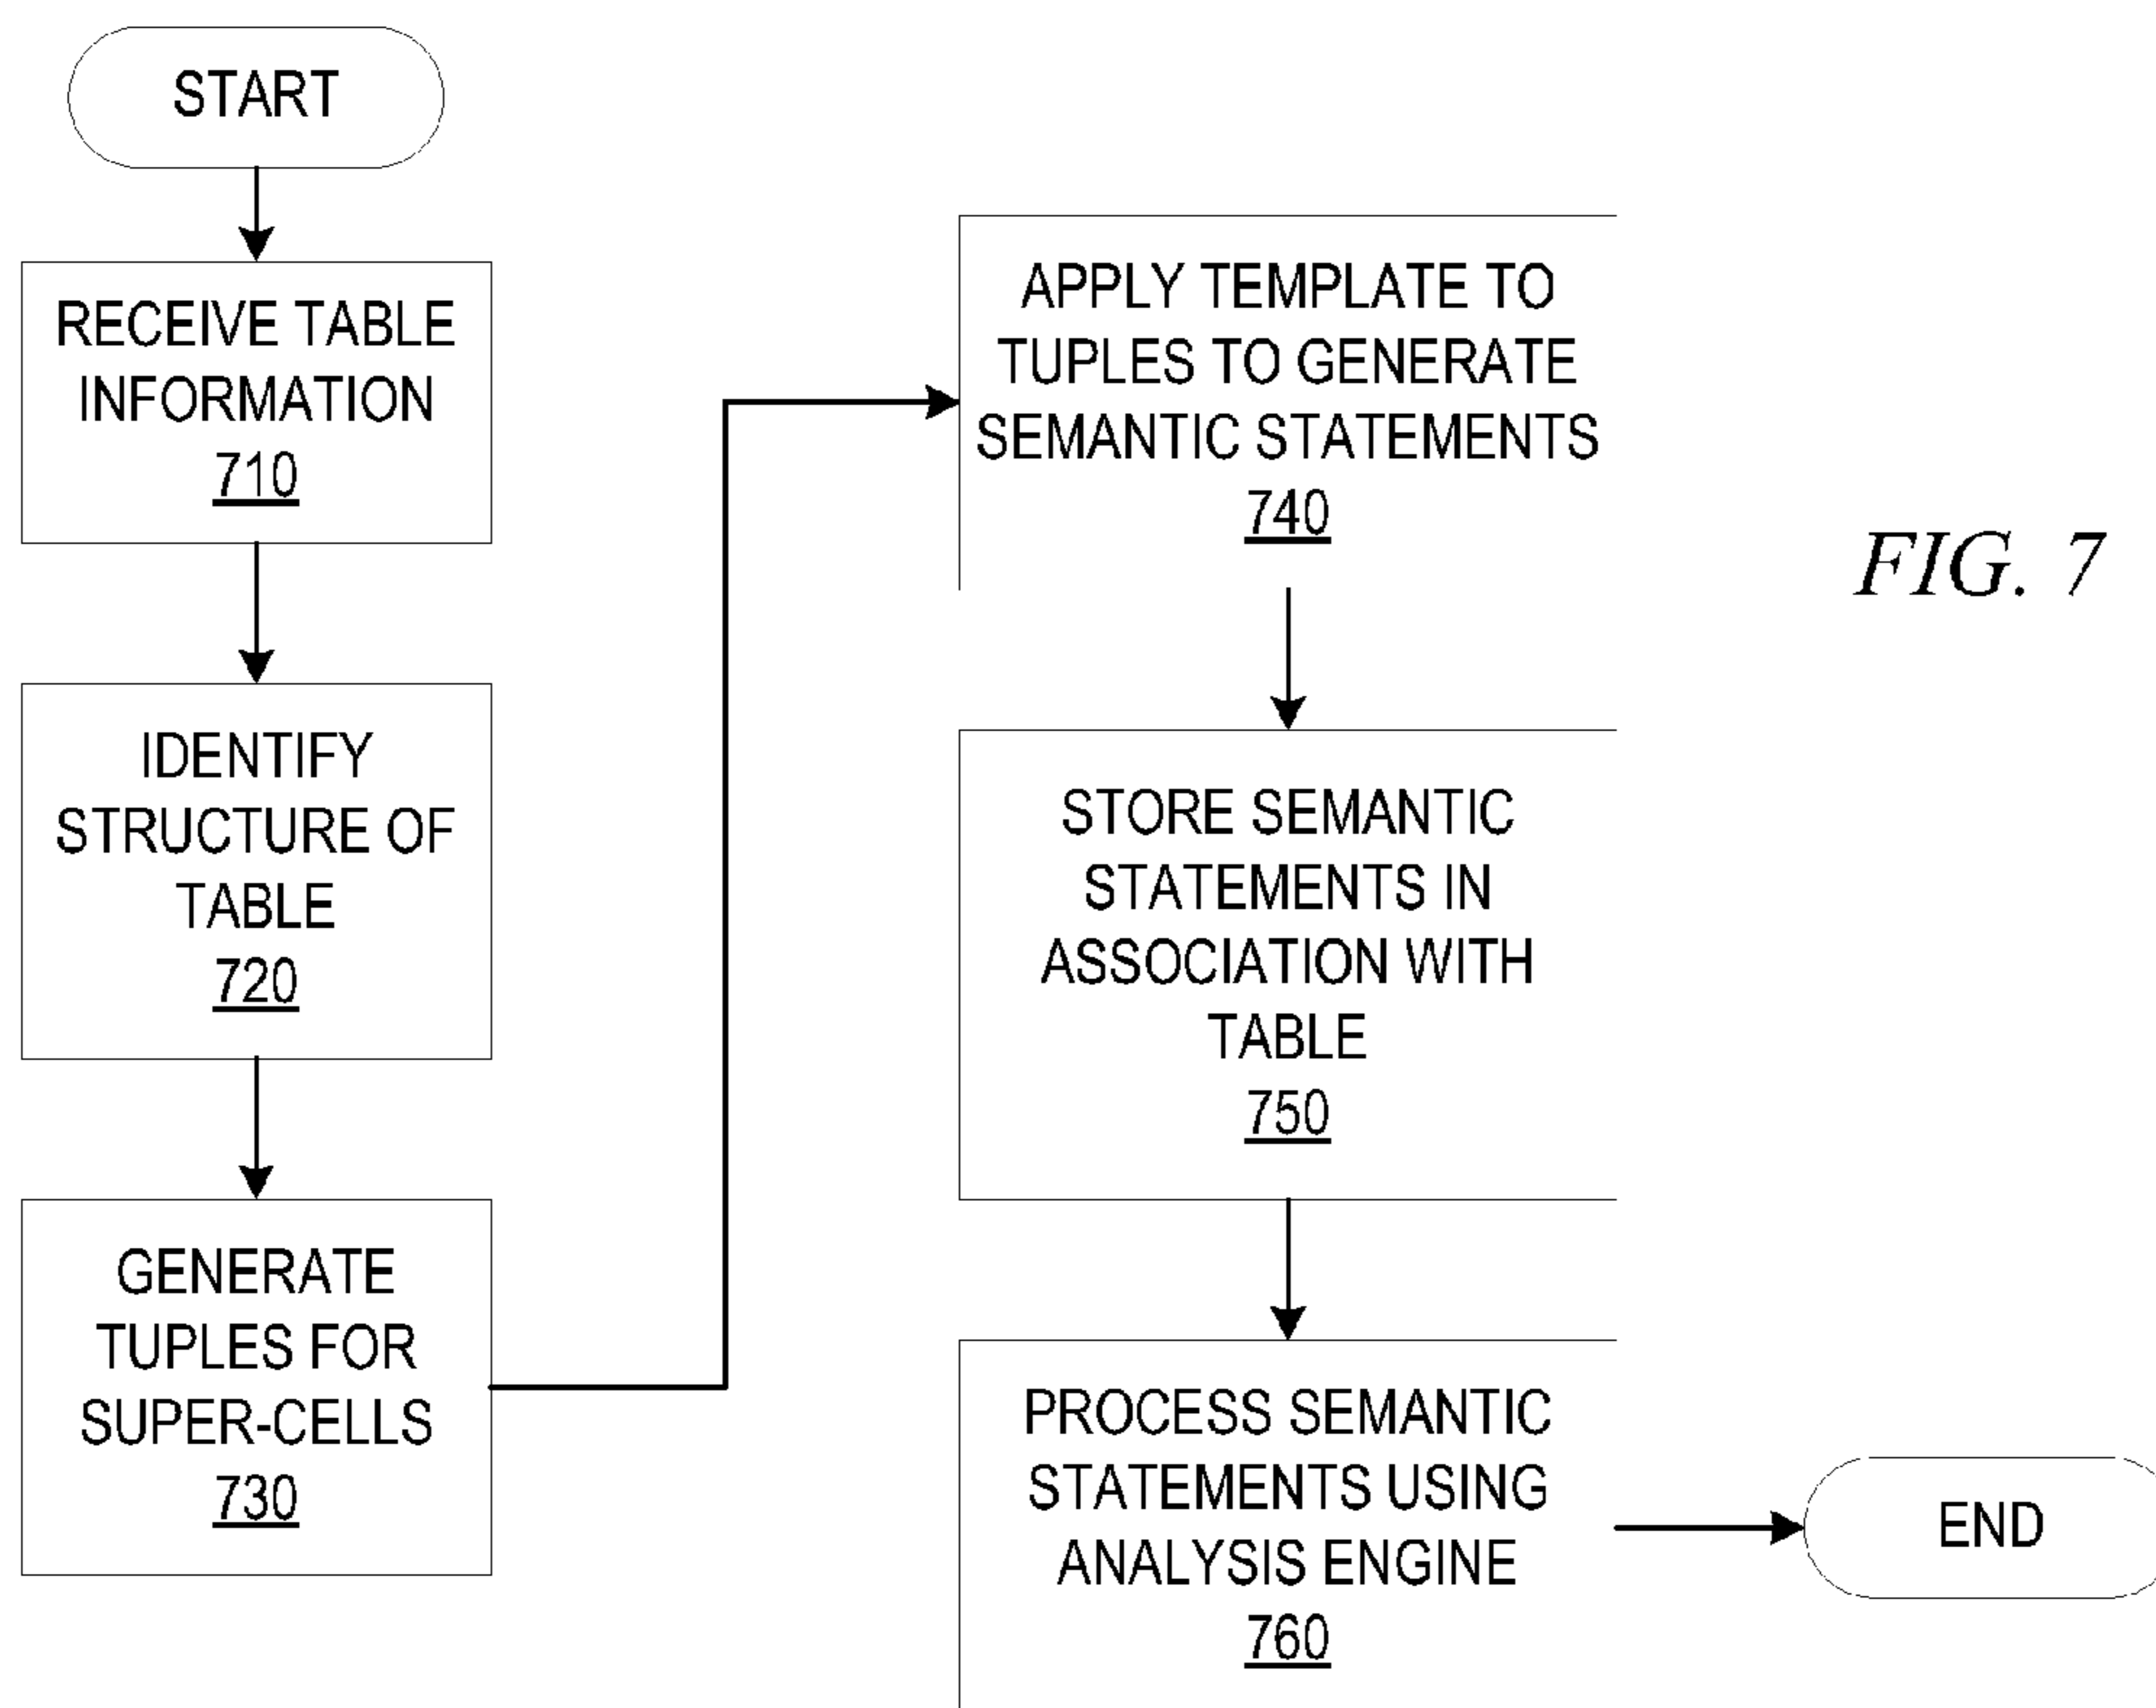 START
RECEIVE TABLE
INFORMATION
710
IDENTIFY
STRUCTURE OF
TABLE
720
GENERATE
TUPLES FOR
SUPER-CELLS
730
APPLY TEMPLATE TO
TUPLES TO GENERATE
SEMANTIC STATEMENTS
740
STORE SEMANTIC
STATEMENTS IN
ASSOCIATION WITH
TABLE
750
PROCESS SEMANTIC
STATEMENTS USING
ANALYSIS ENGINE
760
END
FIG. 7